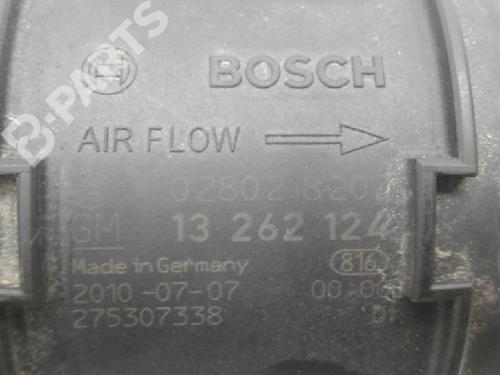 B-PARTS
BOSCH
AIR FLOW
0 280 218 20
GM 13 262 124
Made in Germany 816
2010-07-07 00:00
275307338 D